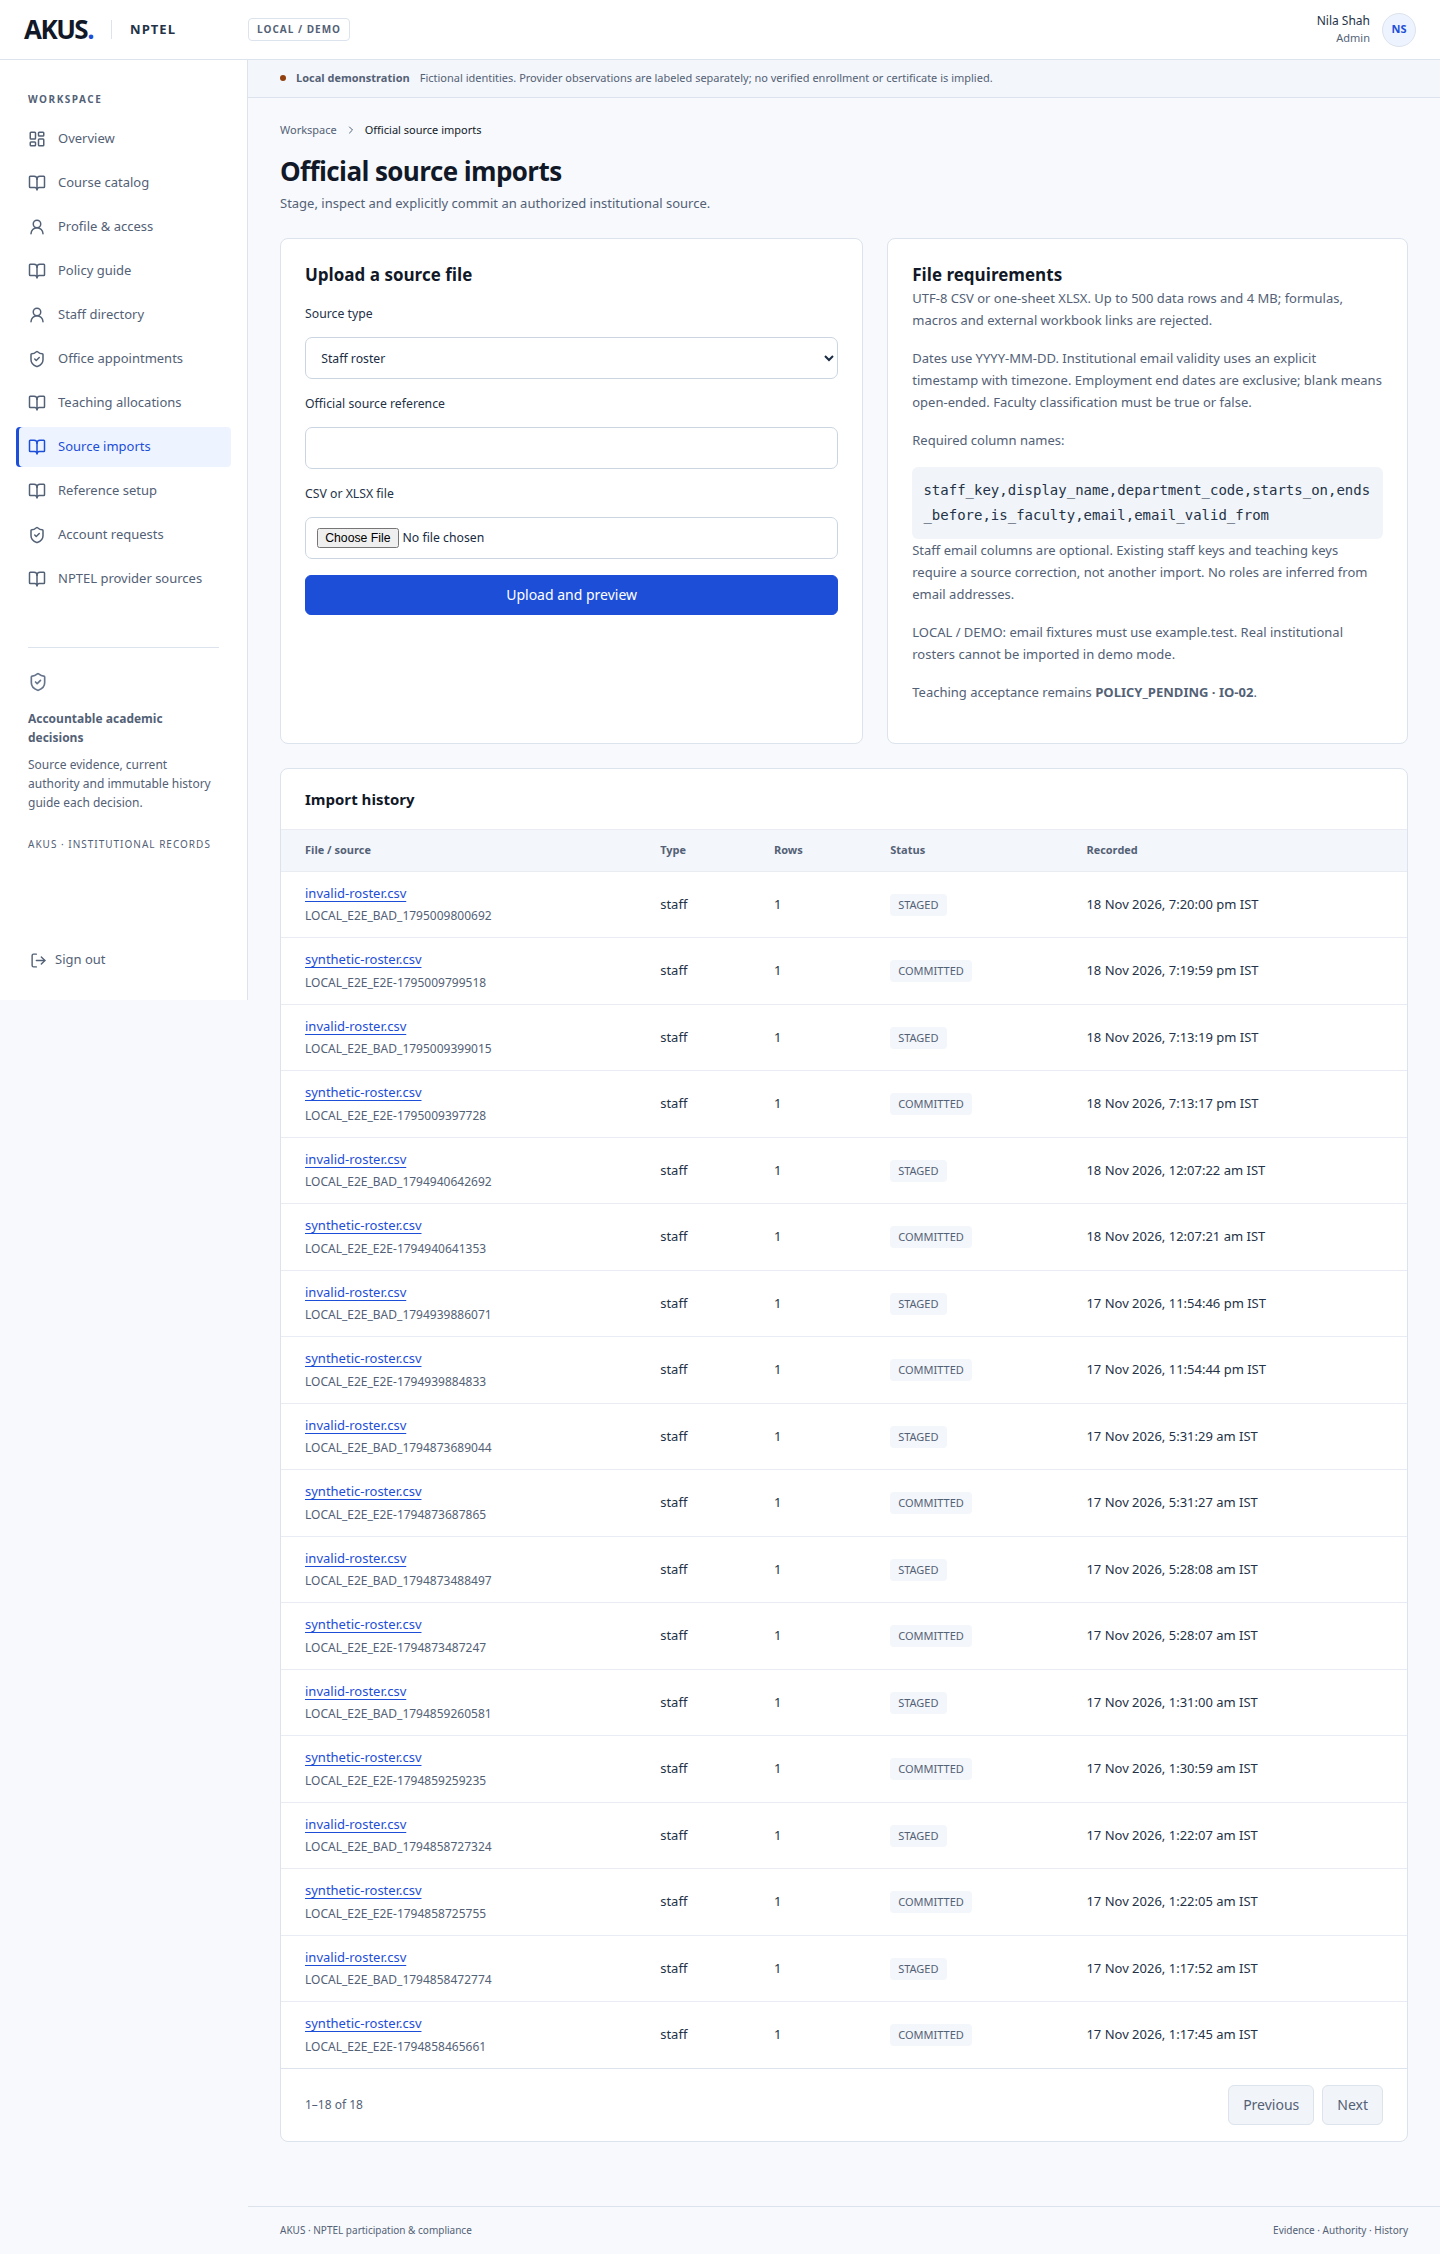 AKUS.
NPTEL
LOCAL / DEMO
Nila Shah
Admin
NS
WORKSPACE
Overview
Course catalog
Profile & access
Policy guide
Staff directory
Office appointments
Teaching allocations
Source imports
Reference setup
Account requests
NPTEL provider sources
Accountable academic
decisions
Source evidence, current
authority and immutable history
guide each decision.
AKUS · INSTITUTIONAL RECORDS
Sign out
Local demonstration Fictional identities. Provider observations are labeled separately; no verified enrollment or certificate is implied.
Workspace > Official source imports
Official source imports
Stage, inspect and explicitly commit an authorized institutional source.
Upload a source file
Source type
Staff roster
Official source reference
CSV or XLSX file
Choose File No file chosen
Upload and preview
File requirements
UTF-8 CSV or one-sheet XLSX. Up to 500 data rows and 4 MB; formulas,
macros and external workbook links are rejected.
Dates use YYYY-MM-DD. Institutional email validity uses an explicit
timestamp with timezone. Employment end dates are exclusive; blank means
open-ended. Faculty classification must be true or false.
Required column names:
staff_key,display_name,department_code,starts_on,ends
_before,is_faculty,email,email_valid_from
Staff email columns are optional. Existing staff keys and teaching keys
require a source correction, not another import. No roles are inferred from
email addresses.
LOCAL / DEMO: email fixtures must use example.test. Real institutional
rosters cannot be imported in demo mode.
Teaching acceptance remains POLICY_PENDING · IO-02.
Import history
File / source Type Rows Status Recorded
invalid-roster.csv
LOCAL_E2E_BAD_1795009800692
staff 1 STAGED 18 Nov 2026, 7:20:00 pm IST
synthetic-roster.csv
LOCAL_E2E_E2E-1795009799518
staff 1 COMMITTED 18 Nov 2026, 7:19:59 pm IST
invalid-roster.csv
LOCAL_E2E_BAD_1795009399015
staff 1 STAGED 18 Nov 2026, 7:13:19 pm IST
synthetic-roster.csv
LOCAL_E2E_E2E-1795009397728
staff 1 COMMITTED 18 Nov 2026, 7:13:17 pm IST
invalid-roster.csv
LOCAL_E2E_BAD_1794940642692
staff 1 STAGED 18 Nov 2026, 12:07:22 am IST
synthetic-roster.csv
LOCAL_E2E_E2E-1794940641353
staff 1 COMMITTED 18 Nov 2026, 12:07:21 am IST
invalid-roster.csv
LOCAL_E2E_BAD_1794939886071
staff 1 STAGED 17 Nov 2026, 11:54:46 pm IST
synthetic-roster.csv
LOCAL_E2E_E2E-1794939884833
staff 1 COMMITTED 17 Nov 2026, 11:54:44 pm IST
invalid-roster.csv
LOCAL_E2E_BAD_1794873689044
staff 1 STAGED 17 Nov 2026, 5:31:29 am IST
synthetic-roster.csv
LOCAL_E2E_E2E-1794873687865
staff 1 COMMITTED 17 Nov 2026, 5:31:27 am IST
invalid-roster.csv
LOCAL_E2E_BAD_1794873488497
staff 1 STAGED 17 Nov 2026, 5:28:08 am IST
synthetic-roster.csv
LOCAL_E2E_E2E-1794873487247
staff 1 COMMITTED 17 Nov 2026, 5:28:07 am IST
invalid-roster.csv
LOCAL_E2E_BAD_1794859260581
staff 1 STAGED 17 Nov 2026, 1:31:00 am IST
synthetic-roster.csv
LOCAL_E2E_E2E-1794859259235
staff 1 COMMITTED 17 Nov 2026, 1:30:59 am IST
invalid-roster.csv
LOCAL_E2E_BAD_1794858727324
staff 1 STAGED 17 Nov 2026, 1:22:07 am IST
synthetic-roster.csv
LOCAL_E2E_E2E-1794858725755
staff 1 COMMITTED 17 Nov 2026, 1:22:05 am IST
invalid-roster.csv
LOCAL_E2E_BAD_1794858472774
staff 1 STAGED 17 Nov 2026, 1:17:52 am IST
synthetic-roster.csv
LOCAL_E2E_E2E-1794858465661
staff 1 COMMITTED 17 Nov 2026, 1:17:45 am IST
1–18 of 18
Previous Next
AKUS · NPTEL participation & compliance
Evidence · Authority · History